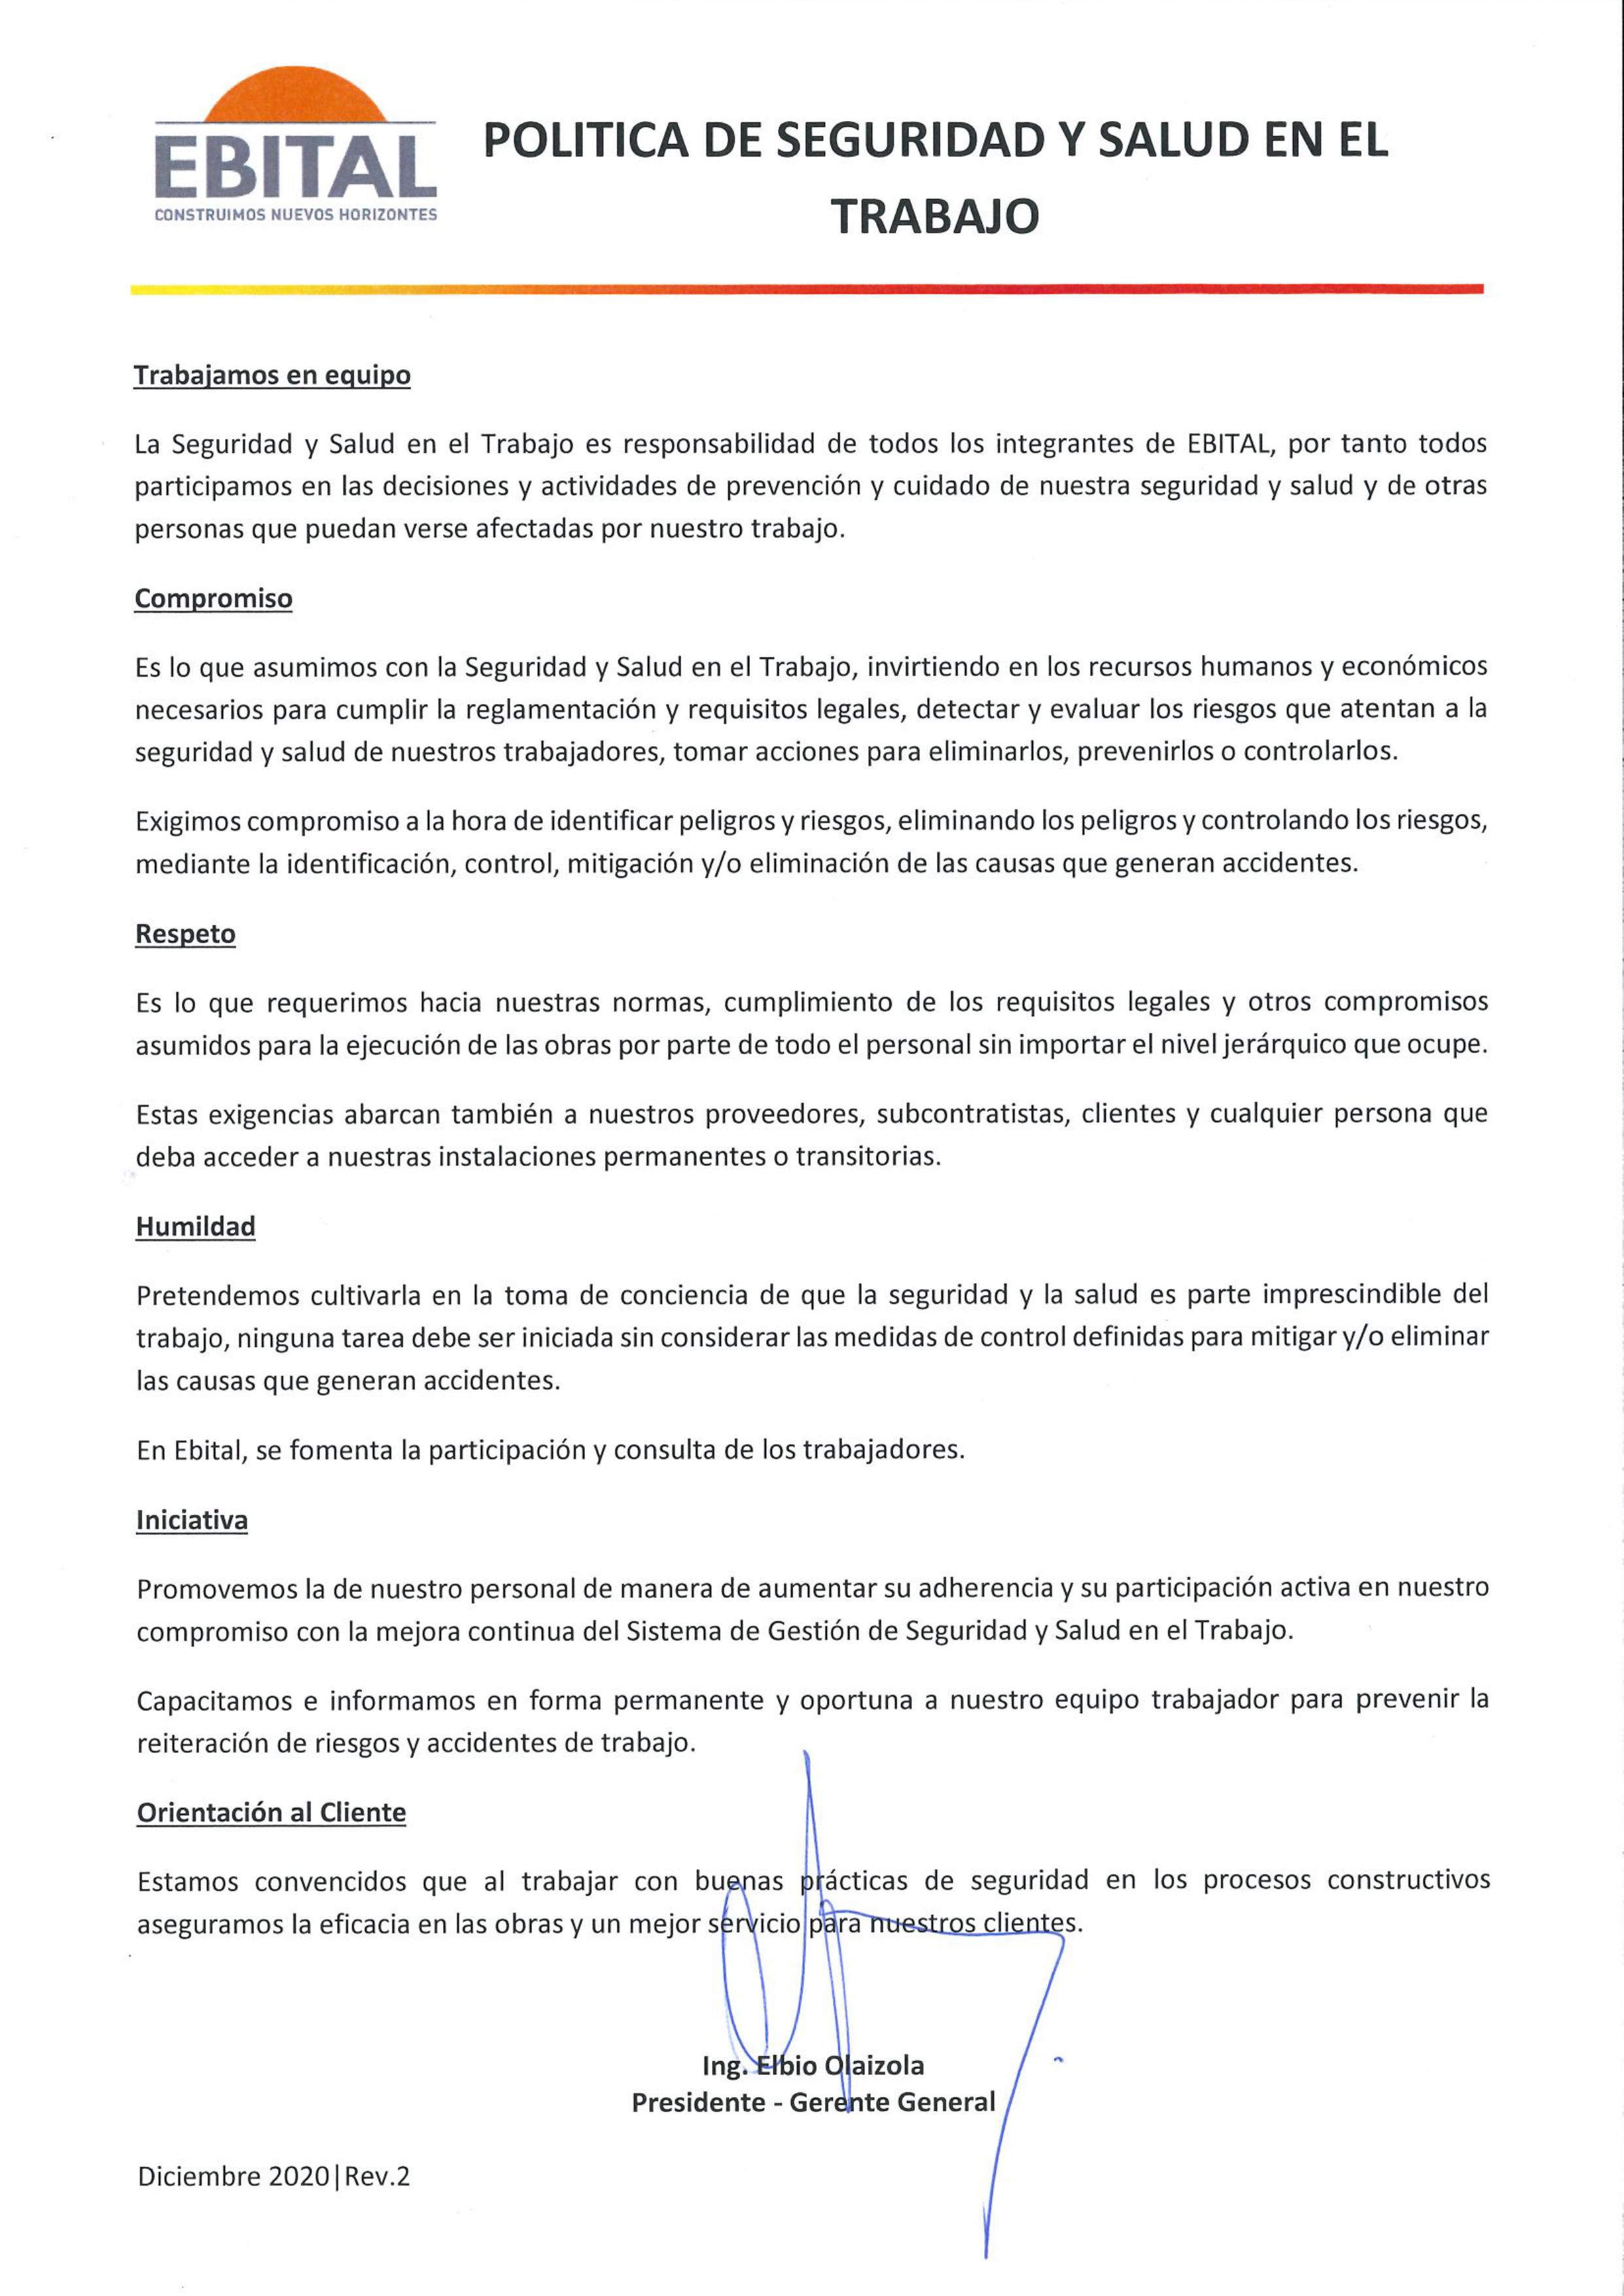 EBITAL
CONSTRUIMOS NUEVOS HORIZONTES
POLITICA DE SEGURIDAD Y SALUD EN EL
TRABAJO
Trabajamos en equipo
La Seguridad y Salud en el Trabajo es responsabilidad de todos los integrantes de EBITAL, por tanto todos
participamos en las decisiones y actividades de prevención y cuidado de nuestra seguridad y salud y de otras
personas que puedan verse afectadas por nuestro trabajo.
Compromiso
Es lo que asumimos con la Seguridad y Salud en el Trabajo, invirtiendo en los recursos humanos y económicos
necesarios para cumplir la reglamentación y requisitos legales, detectar y evaluar los riesgos que atentan a la
seguridad y salud de nuestros trabajadores, tomar acciones para eliminarlos, prevenirlos o controlarlos.
Exigimos compromiso a la hora de identificar peligros y riesgos, eliminando los peligros y controlando los riesgos,
mediante la identificación, control, mitigación y/o eliminación de las causas que generan accidentes.
Respeto
Es lo que requerimos hacia nuestras normas, cumplimiento de los requisitos legales y otros compromisos
asumidos para la ejecución de las obras por parte de todo el personal sin importar el nivel jerárquico que ocupe.
Estas exigencias abarcan también a nuestros proveedores, subcontratistas, clientes y cualquier persona que
deba acceder a nuestras instalaciones permanentes o transitorias.
Humildad
Pretendemos cultivarla en la toma de conciencia de que la seguridad y la salud es parte imprescindible del
trabajo, ninguna tarea debe ser iniciada sin considerar las medidas de control definidas para mitigar y/o eliminar
las causas que generan accidentes.
En Ebital, se fomenta la participación y consulta de los trabajadores.
Iniciativa
Promovemos la de nuestro personal de manera de aumentar su adherencia y su participación activa en nuestro
compromiso con la mejora continua del Sistema de Gestión de Seguridad y Salud en el Trabajo.
Capacitamos e informamos en forma permanente y oportuna a nuestro equipo trabajador para prevenir la
reiteración de riesgos y accidentes de trabajo.
Orientación al Cliente
Estamos convencidos que al trabajar con buenas prácticas de seguridad en los procesos constructivos
aseguramos la eficacia en las obras y un mejor servicio para nuestros clientes.
Ing. Elbio Olaizola
Presidente - Gerente General
Diciembre 2020|Rev.2